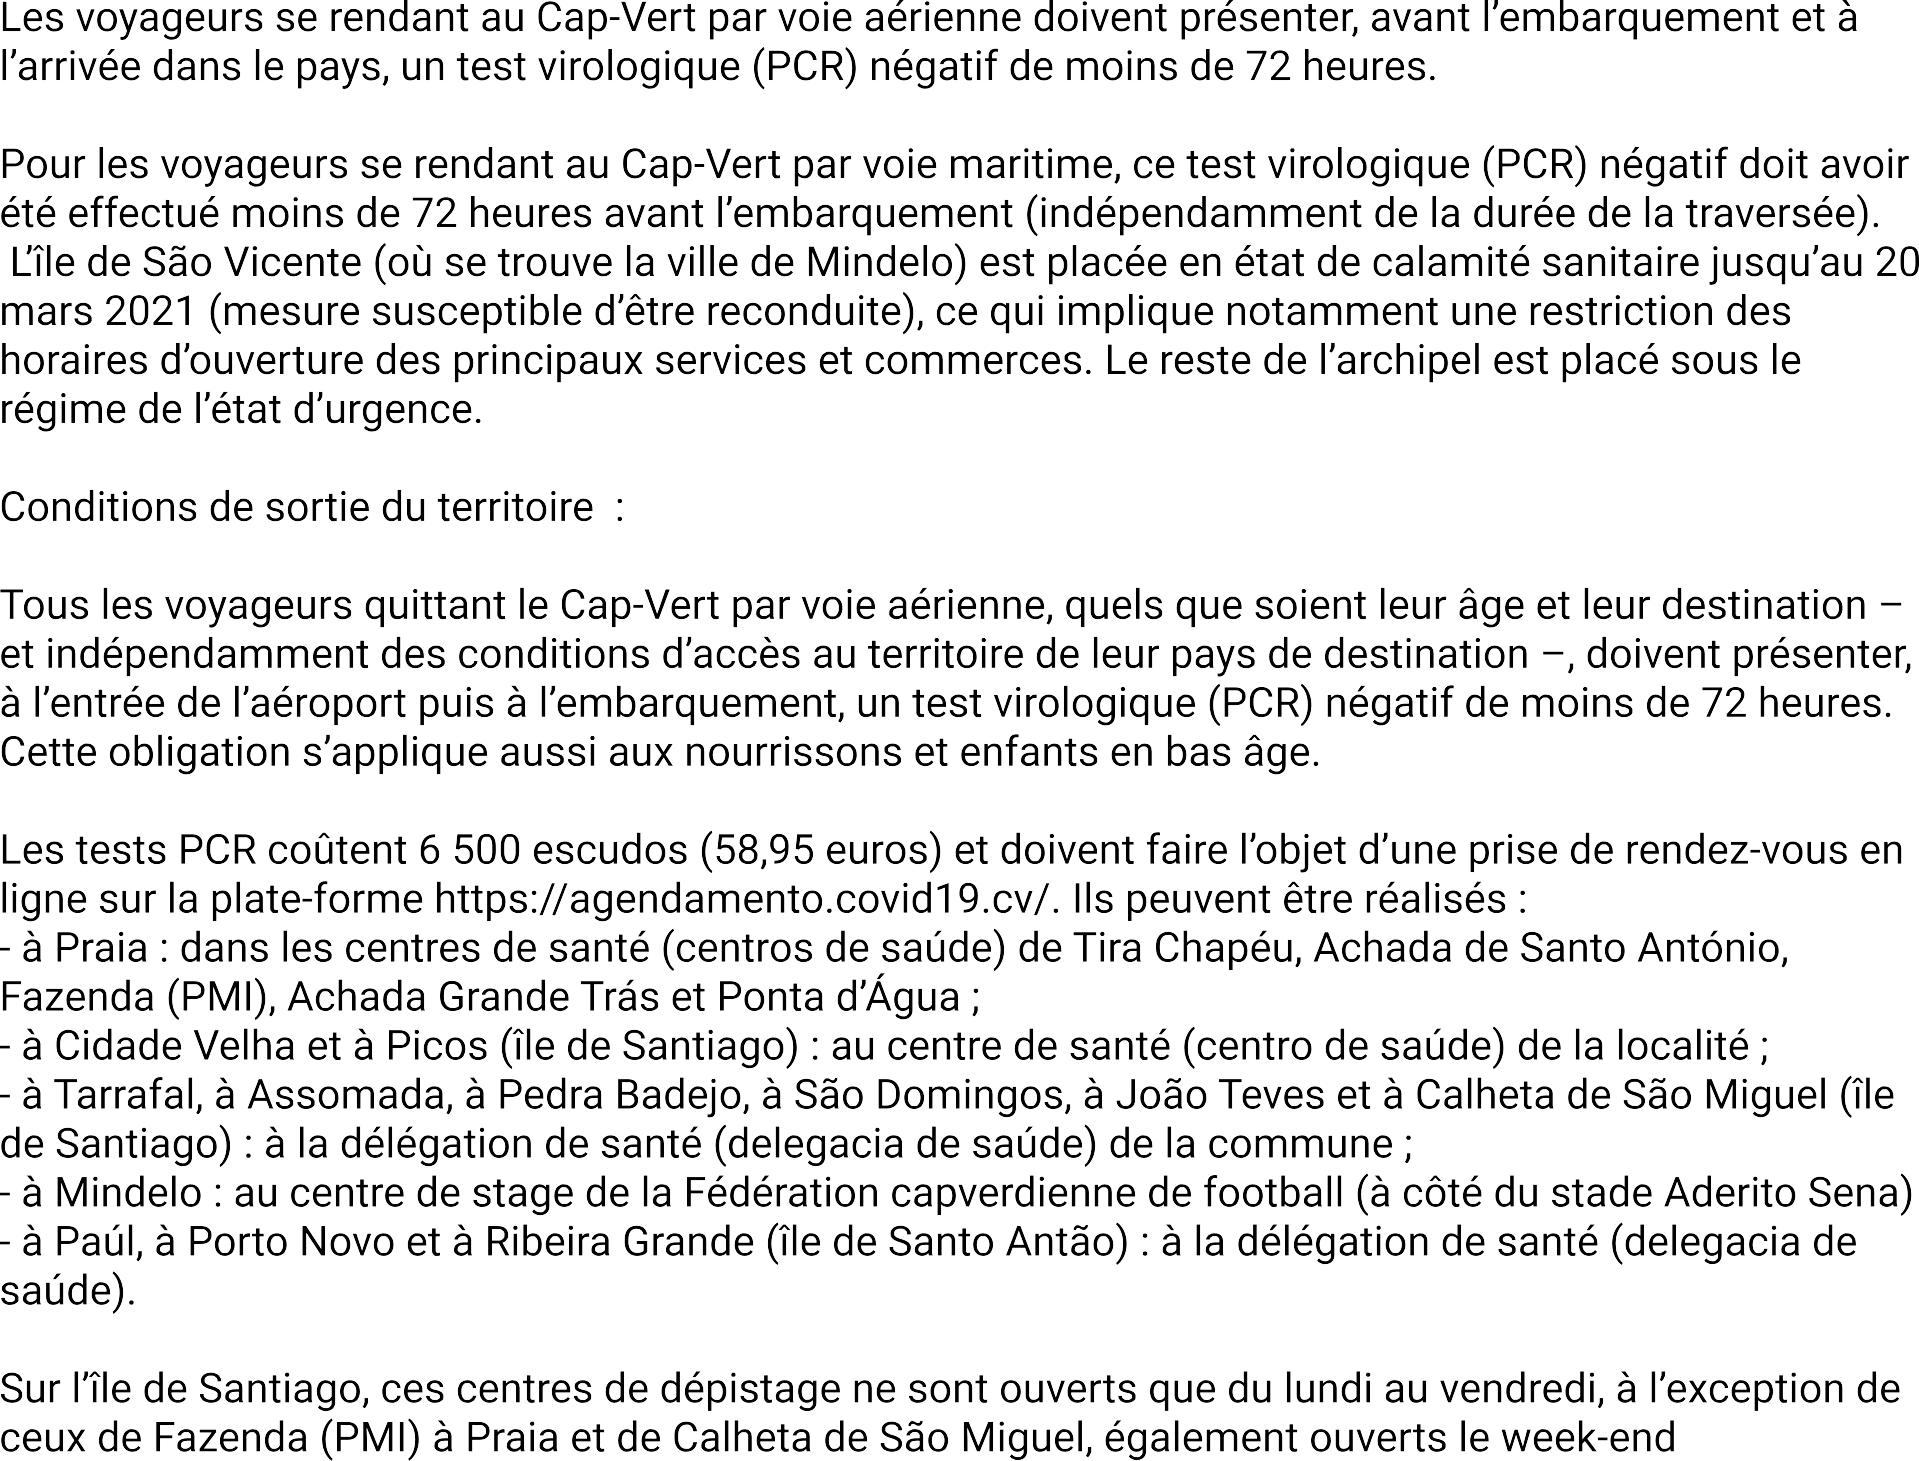 Les voyageurs se rendant au Cap-Vert par voie aérienne doivent présenter, avant l’embarquement et à
l’arrivée dans le pays, un test virologique (PCR) négatif de moins de 72 heures.
Pour les voyageurs se rendant au Cap-Vert par voie maritime, ce test virologique (PCR) négatif doit avoir
été effectué moins de 72 heures avant l’embarquement (indépendamment de la durée de la traversée).
L’île de São Vicente (où se trouve la ville de Mindelo) est placée en état de calamité sanitaire jusqu’au 20
mars 2021 (mesure susceptible d’être reconduite), ce qui implique notamment une restriction des
horaires d’ouverture des principaux services et commerces. Le reste de l’archipel est placé sous le
régime de l’état d’urgence.
Conditions de sortie du territoire  :
Tous les voyageurs quittant le Cap-Vert par voie aérienne, quels que soient leur âge et leur destination –
et indépendamment des conditions d’accès au territoire de leur pays de destination –, doivent présenter,
à l’entrée de l’aéroport puis à l’embarquement, un test virologique (PCR) négatif de moins de 72 heures.
Cette obligation s’applique aussi aux nourrissons et enfants en bas âge.
Les tests PCR coûtent 6 500 escudos (58,95 euros) et doivent faire l’objet d’une prise de rendez-vous en
ligne sur la plate-forme https://agendamento.covid19.cv/. Ils peuvent être réalisés :
- à Praia : dans les centres de santé (centros de saúde) de Tira Chapéu, Achada de Santo António,
Fazenda (PMI), Achada Grande Trás et Ponta d’Água ;
- à Cidade Velha et à Picos (île de Santiago) : au centre de santé (centro de saúde) de la localité ;
- à Tarrafal, à Assomada, à Pedra Badejo, à São Domingos, à João Teves et à Calheta de São Miguel (île
de Santiago) : à la délégation de santé (delegacia de saúde) de la commune ;
- à Mindelo : au centre de stage de la Fédération capverdienne de football (à côté du stade Aderito Sena)
- à Paúl, à Porto Novo et à Ribeira Grande (île de Santo Antão) : à la délégation de santé (delegacia de
saúde).
Sur l’île de Santiago, ces centres de dépistage ne sont ouverts que du lundi au vendredi, à l’exception de
ceux de Fazenda (PMI) à Praia et de Calheta de São Miguel, également ouverts le week-end